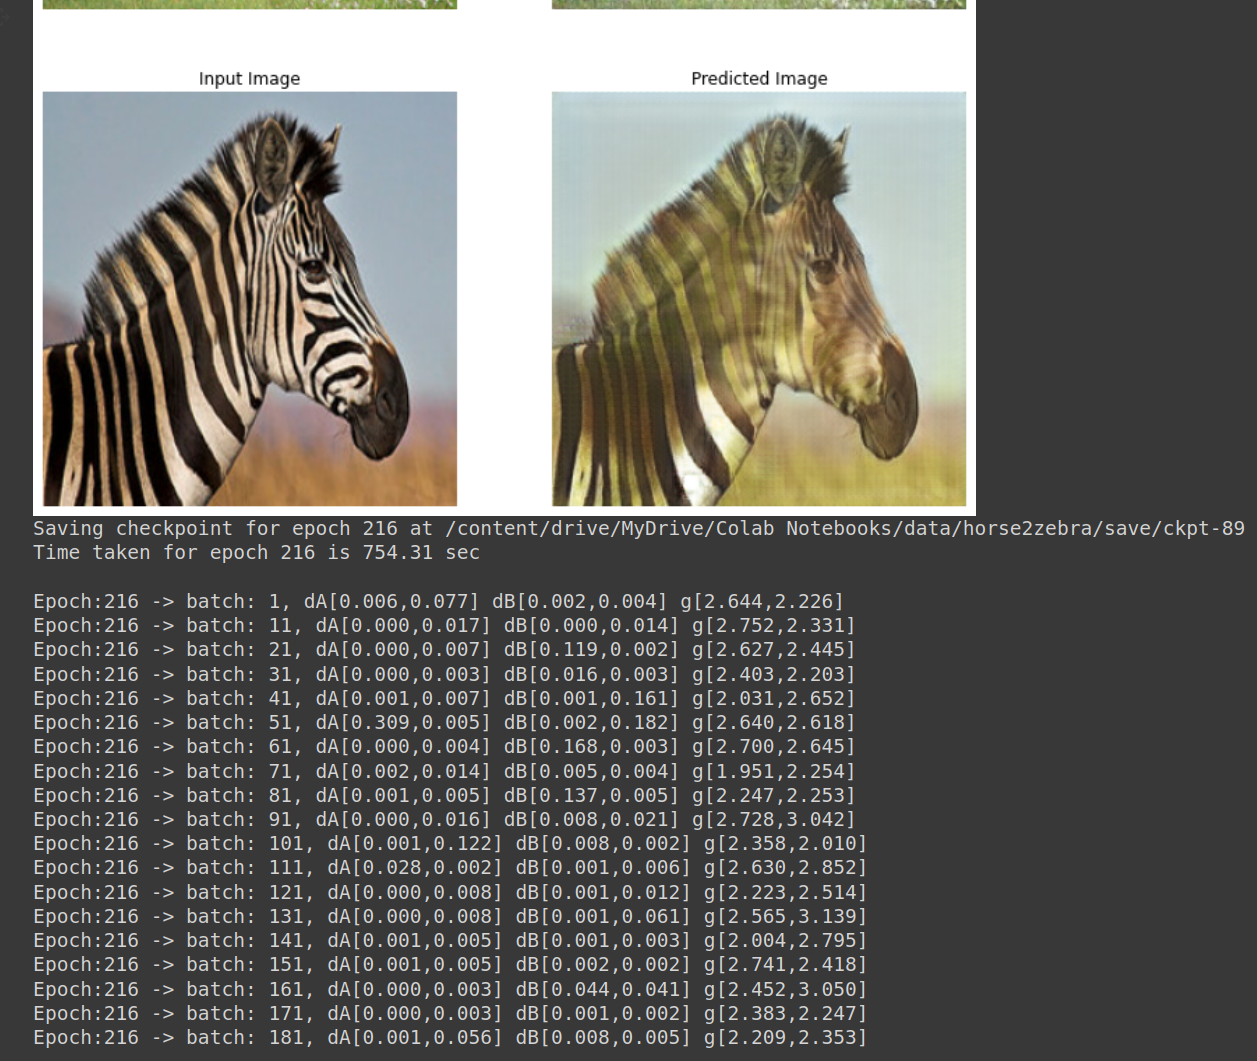 Input Image
Predicted Image
Saving checkpoint for epoch 216 at /content/drive/MyDrive/Colab Notebooks/data/horse2zebra/save/ckpt-89
Time taken for epoch 216 is 754.31 sec
Epoch:216 -> batch: 1, dA[0.006,0.077] dB[0.002,0.004] g[2.644,2.226]
Epoch:216 -> batch: 11, dA[0.000,0.017] dB[0.000,0.014] g[2.752,2.331]
Epoch:216 -> batch: 21, dA[0.000,0.007] dB[0.119,0.002] g[2.627,2.445]
Epoch:216 -> batch: 31, dA[0.000,0.003] dB[0.016,0.003] g[2.403,2.203]
Epoch:216 -> batch: 41, dA[0.001,0.007] dB[0.001,0.161] g[2.031,2.652]
Epoch:216 -> batch: 51, dA[0.309,0.005] dB[0.002,0.182] g[2.640,2.618]
Epoch:216 -> batch: 61, dA[0.000,0.004] dB[0.168,0.003] g[2.700,2.645]
Epoch:216 -> batch: 71, dA[0.002,0.014] dB[0.005,0.004] g[1.951,2.254]
Epoch:216 -> batch: 81, dA[0.001,0.005] dB[0.137,0.005] g[2.247,2.253]
Epoch:216 -> batch: 91, dA[0.000,0.016] dB[0.008,0.021] g[2.728,3.042]
Epoch:216 -> batch: 101, dA[0.001,0.122] dB[0.008,0.002] g[2.358,2.010]
Epoch:216 -> batch: 111, dA[0.028,0.002] dB[0.001,0.006] g[2.630,2.852]
Epoch:216 -> batch: 121, dA[0.000,0.008] dB[0.001,0.012] g[2.223,2.514]
Epoch:216 -> batch: 131, dA[0.000,0.008] dB[0.001,0.061] g[2.565,3.139]
Epoch:216 -> batch: 141, dA[0.001,0.005] dB[0.001,0.003] g[2.004,2.795]
Epoch:216 -> batch: 151, dA[0.001,0.005] dB[0.002,0.002] g[2.741,2.418]
Epoch:216 -> batch: 161, dA[0.000,0.003] dB[0.044,0.041] g[2.452,3.050]
Epoch:216 -> batch: 171, dA[0.000,0.003] dB[0.001,0.002] g[2.383,2.247]
Epoch:216 -> batch: 181, dA[0.001,0.056] dB[0.008,0.005] g[2.209,2.353]